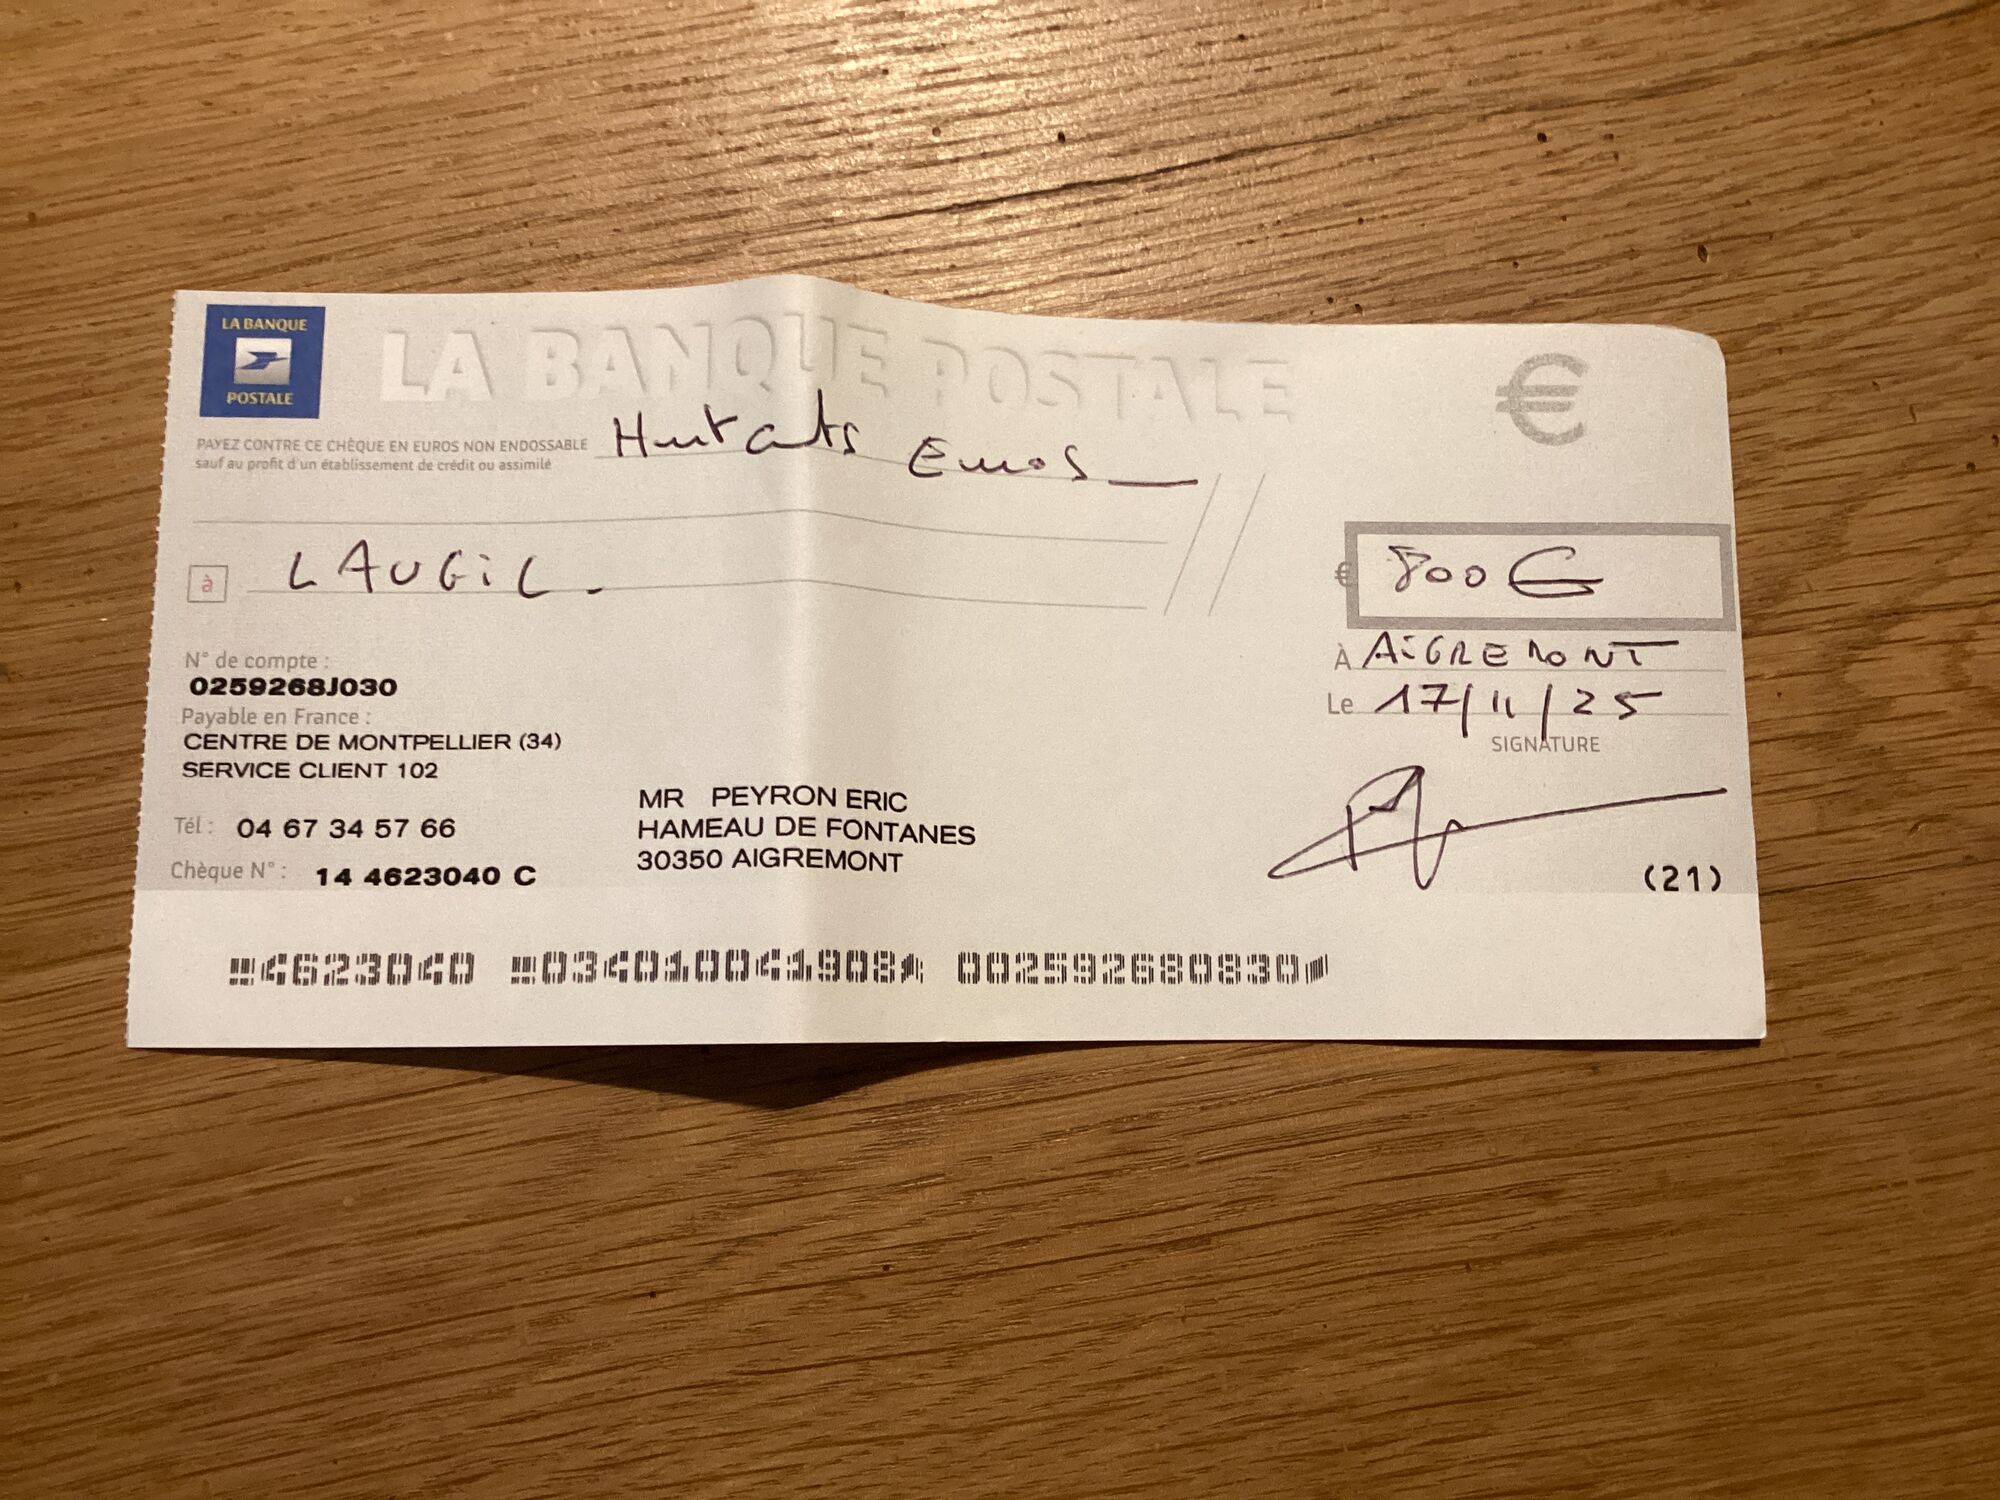 LA BANQUE
POSTALE
LA BANQUE POSTALE
€
PAYEZ CONTRE CE CHÈQUE EN EUROS NON ENDOSSABLE
sauf au profit d'un établissement de crédit ou assimilé
Huit cents Euros
à LAUGIL.
€ 800 €
À AIGREMONT
Le 17/11/25
SIGNATURE
N° de compte :
0259268J030
Payable en France :
CENTRE DE MONTPELLIER (34)
SERVICE CLIENT 102
Tél : 04 67 34 57 66
Chèque N° : 14 4623040 C
MR PEYRON ERIC
HAMEAU DE FONTANES
30350 AIGREMONT
(21)
4623040 034010041908 002592680830